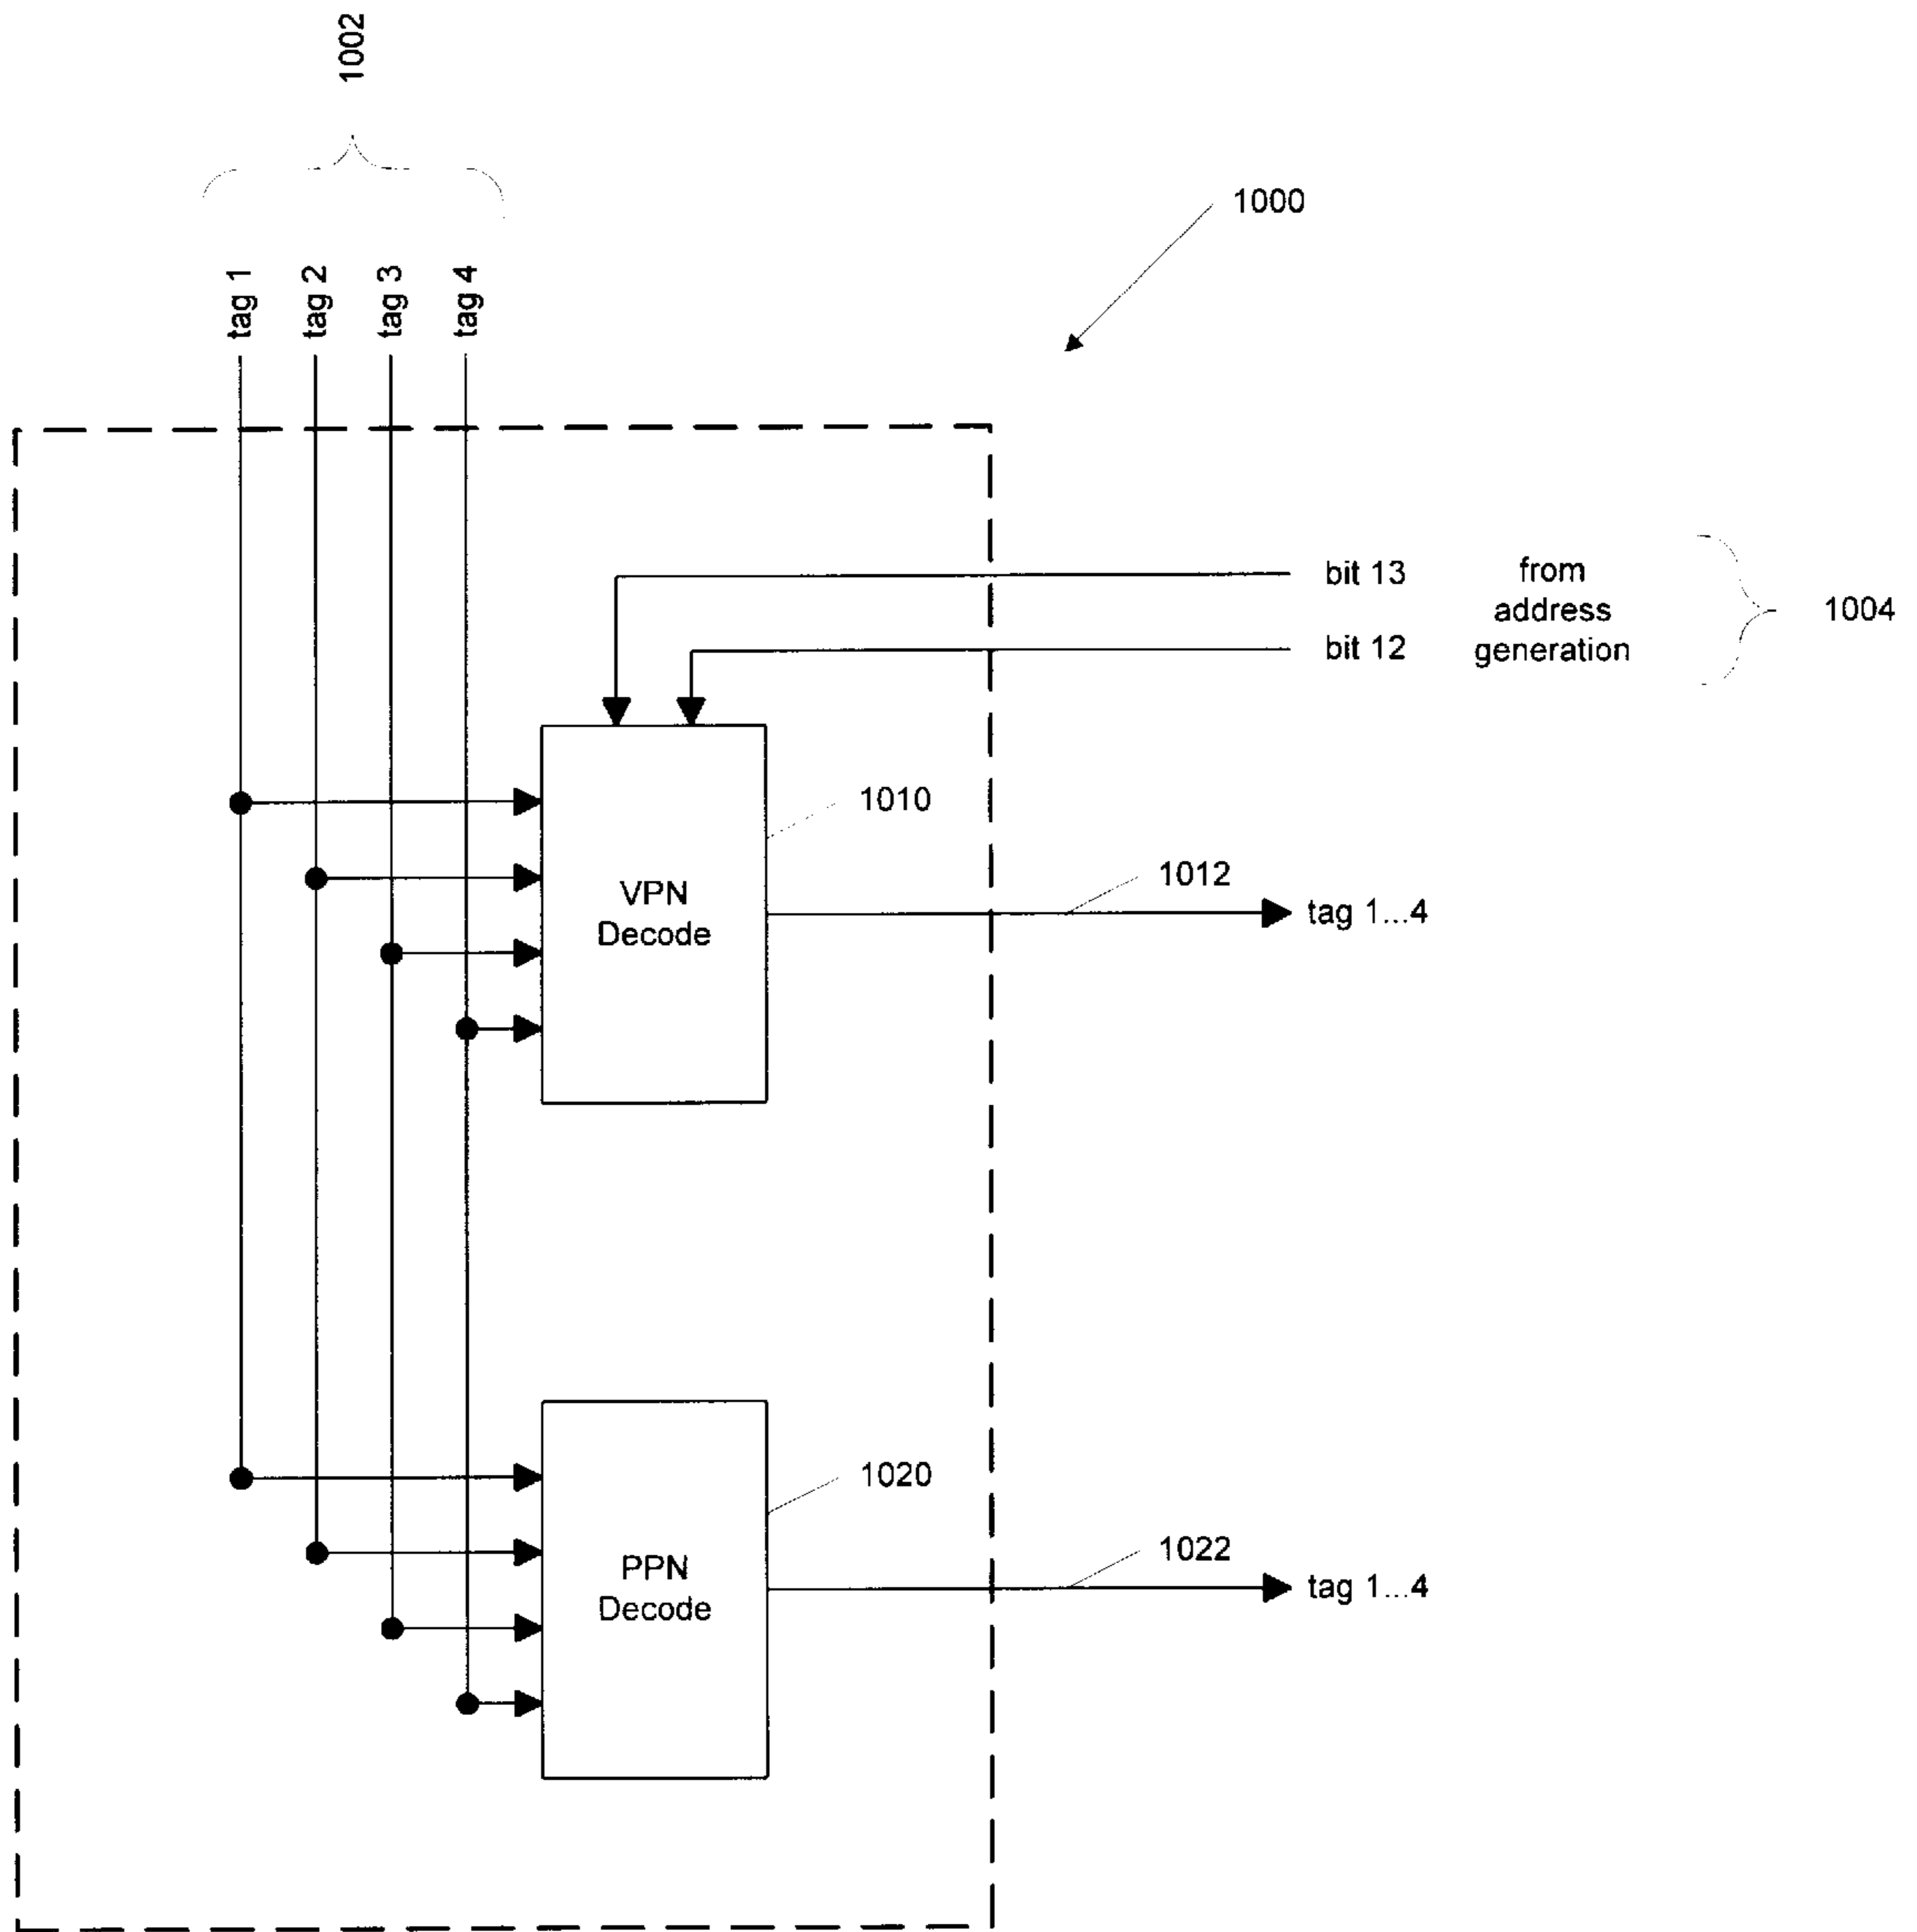 1002
1000
tag 1
tag 2
tag 3
tag 4
bit 13
bit 12
from
address
generation
1004
1010
VPN
Decode
1012
tag 1...4
1020
PPN
Decode
1022
tag 1...4